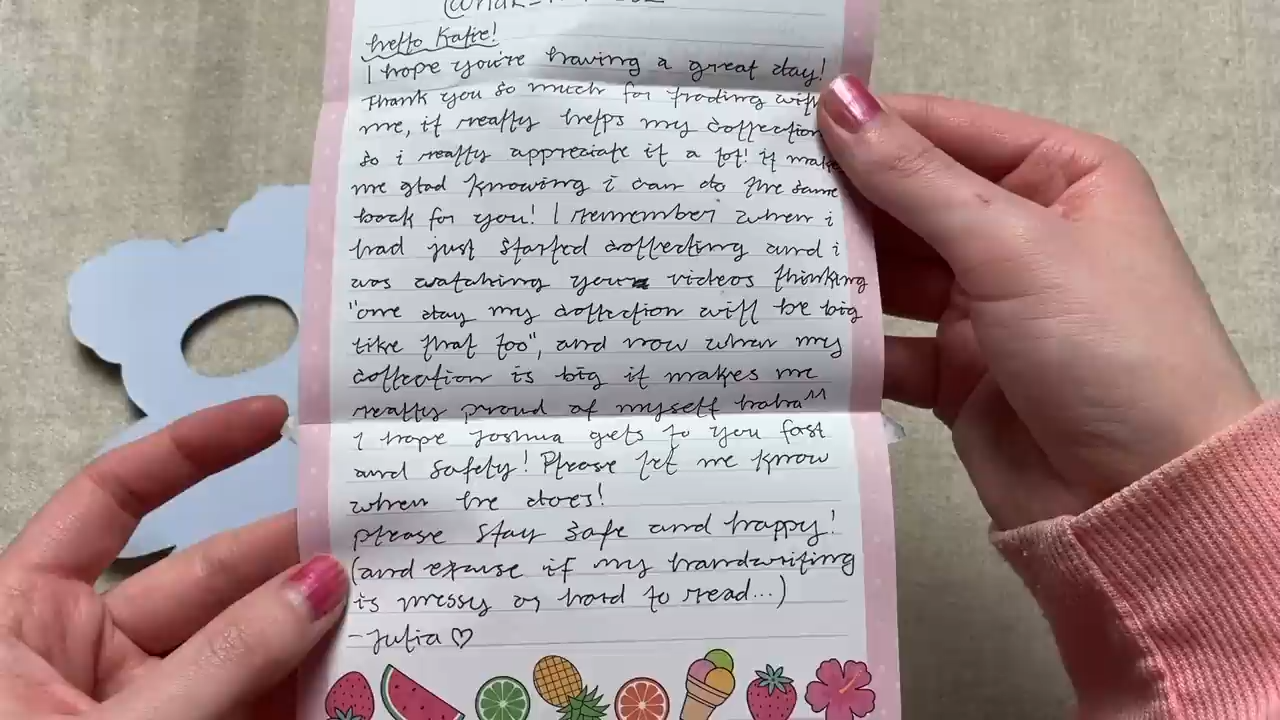 hello Katie!
I hope you're having a great day!
Thank you so much for trading with
me, it really helps my collection
so i really appreciate it a lot! it makes
me glad knowing i can do the same
back for you! I remember when i
had just started collecting and i
was watching your videos thinking
"one day my collection will be big
like that too", and now when my
collection is big it makes me
really proud of myself haha^^
I hope Joshua gets to you fast
and safely! Please let me know
when he does!
please stay safe and happy!
(and excuse if my handwriting
is messy or hard to read...)
-Julia♡